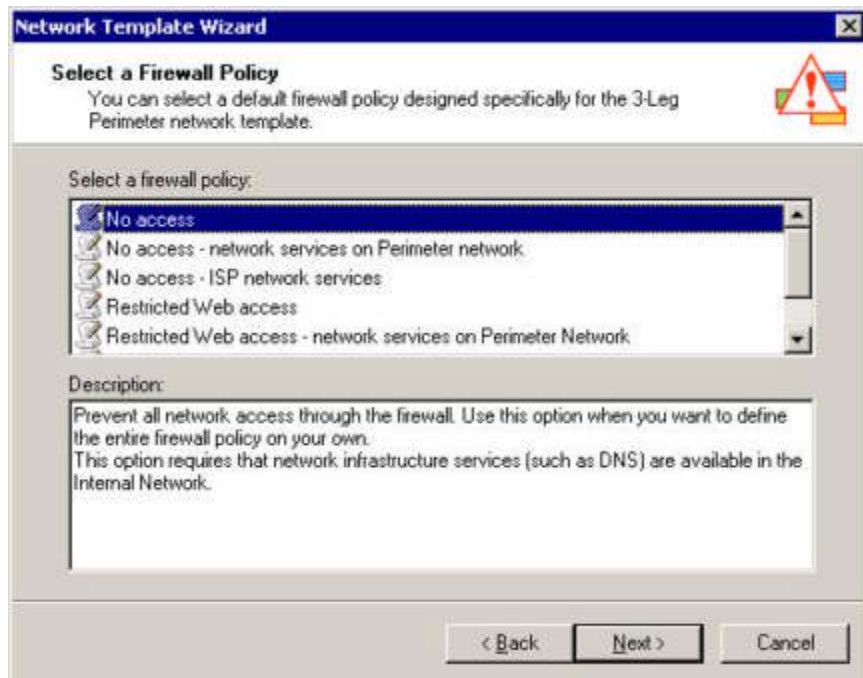 Network Template Wizard
Select a Firewall Policy
You can select a default firewall policy designed specifically for the 3-Leg
Perimeter network template.
Select a firewall policy:
No access
No access - network services on Perimeter network
No access - ISP network services
Restricted Web access
Restricted Web access - network services on Perimeter Network
Description:
Prevent all network access through the firewall. Use this option when you want to define
the entire firewall policy on your own.
This option requires that network infrastructure services (such as DNS) are available in the
Internal Network.
< Back
Next >
Cancel